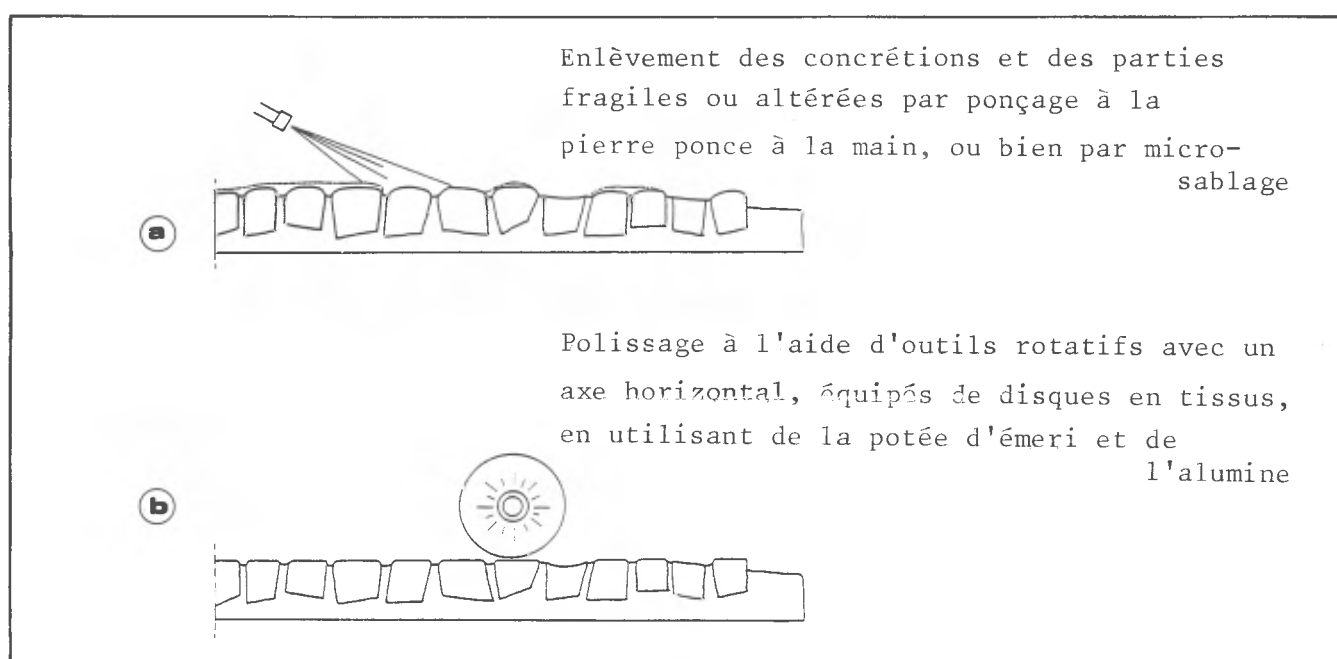 Enlèvement des concrétions et des parties
fragiles ou altérées par ponçage à la
pierre ponce à la main, ou bien par micro-
sablage
a
Polissage à l'aide d'outils rotatifs avec un
axe horizontal, équipés de disques en tissus,
en utilisant de la potée d'émeri et de
l'alumine
b